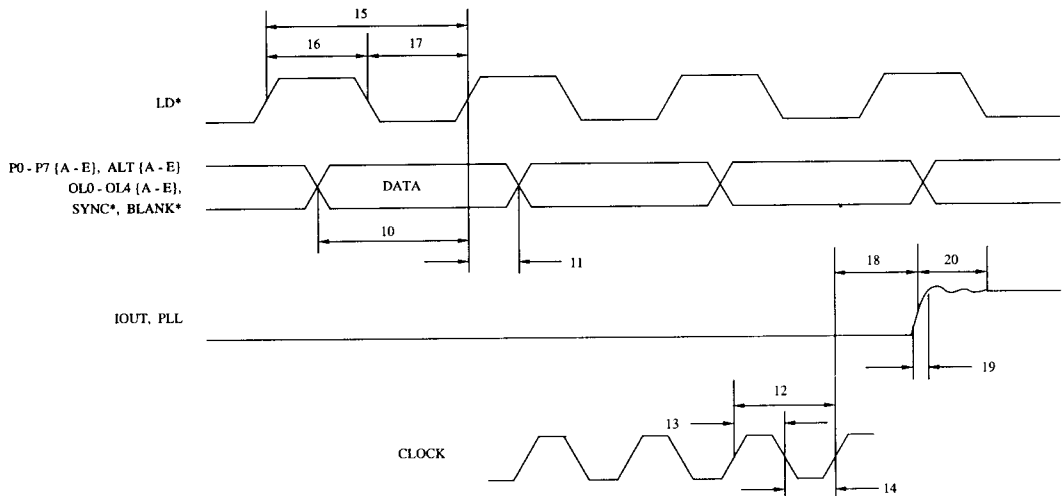 15
16
17
LD*
P0 - P7 {A - E}, ALT {A - E}
OL0 - OL4 {A - E},
SYNC*, BLANK*
DATA
10
11
18
20
IOUT, PLL
19
12
13
CLOCK
14